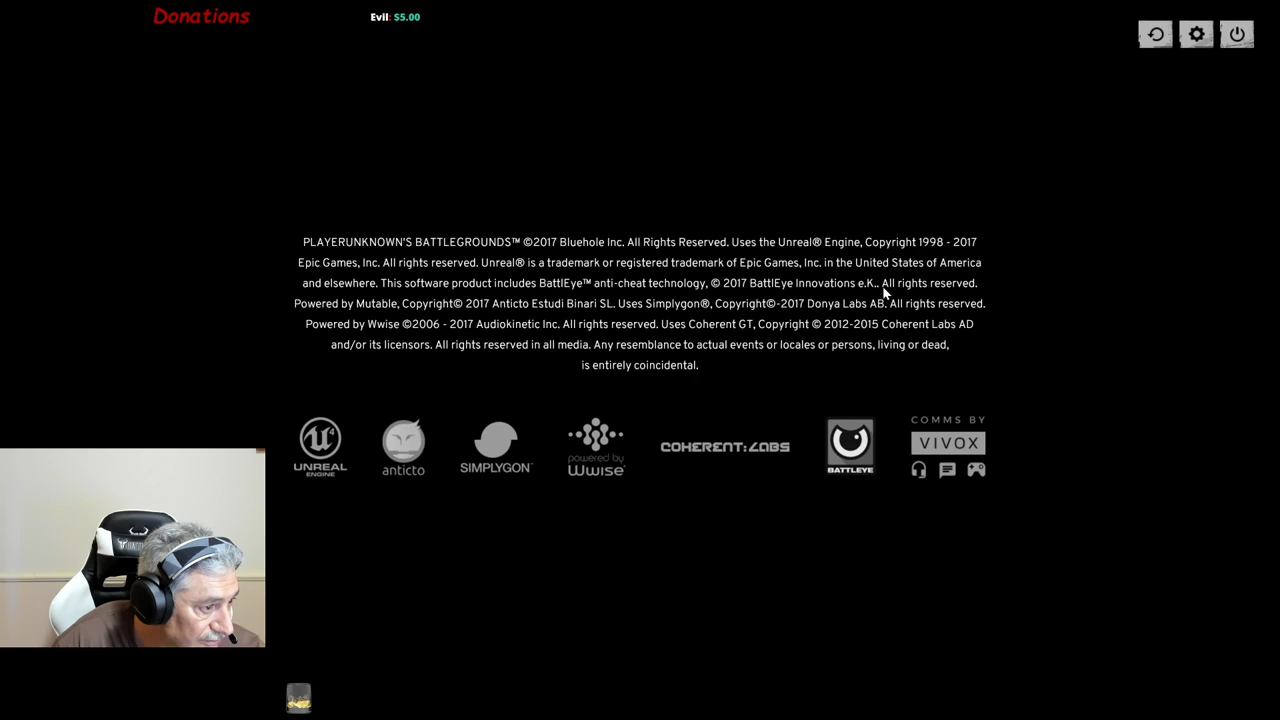 Donations
Evil: $5.00
PLAYERUNKNOWN'S BATTLEGROUNDS™ ©2017 Bluehole Inc. All Rights Reserved. Uses the Unreal® Engine, Copyright 1998 - 2017
Epic Games, Inc. All rights reserved. Unreal® is a trademark or registered trademark of Epic Games, Inc. in the United States of America
and elsewhere. This software product includes BattlEye™ anti-cheat technology, © 2017 BattlEye Innovations e.K.. All rights reserved.
Powered by Mutable, Copyright© 2017 Anticto Estudi Binari SL. Uses Simplygon®, Copyright©-2017 Donya Labs AB. All rights reserved.
Powered by Wwise ©2006 - 2017 Audiokinetic Inc. All rights reserved. Uses Coherent GT, Copyright © 2012-2015 Coherent Labs AD
and/or its licensors. All rights reserved in all media. Any resemblance to actual events or locales or persons, living or dead,
is entirely coincidental.
UNREAL ENGINE 4
anticto
SIMPLYGON
powered by Wwise
COHERENT:LABS
BATTLEYE
COMMS BY
VIVOX